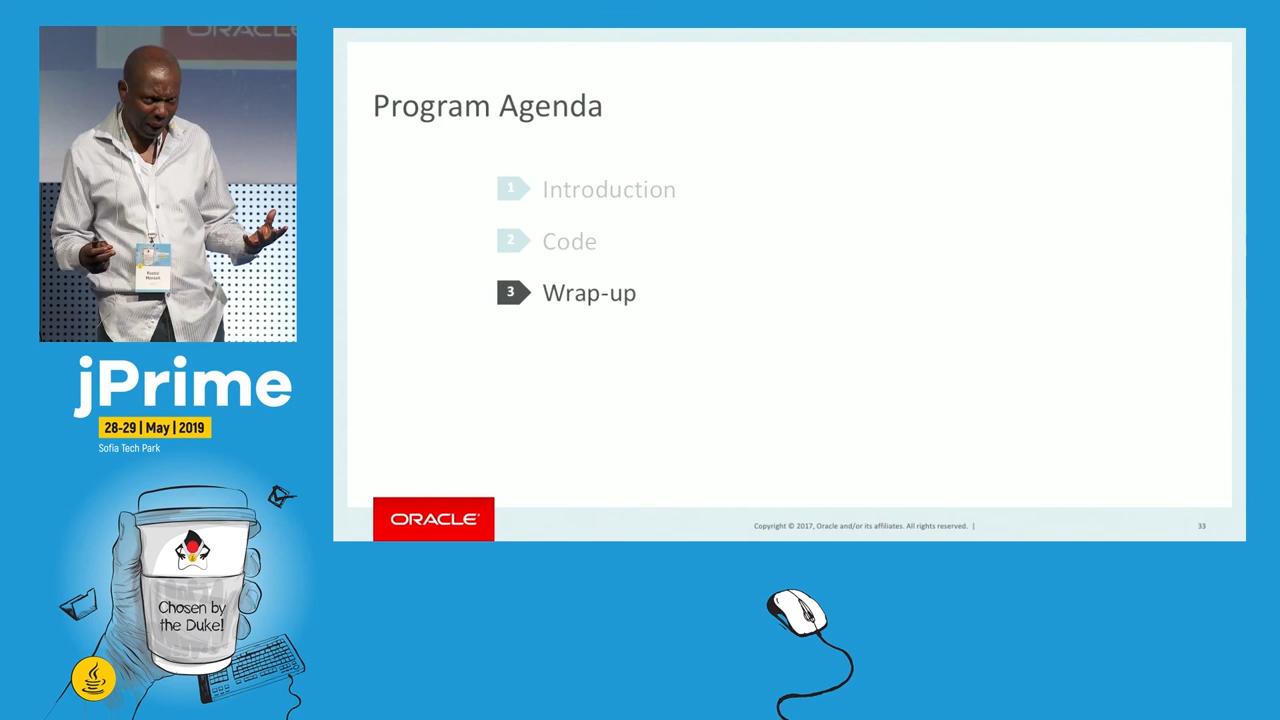 ORACLE
jPrime
28-29 | May | 2019
Sofia Tech Park
Chosen by
the Duke!
Program Agenda
1 Introduction
2 Code
3 Wrap-up
ORACLE
Copyright © 2017, Oracle and/or its affiliates. All rights reserved. |
33